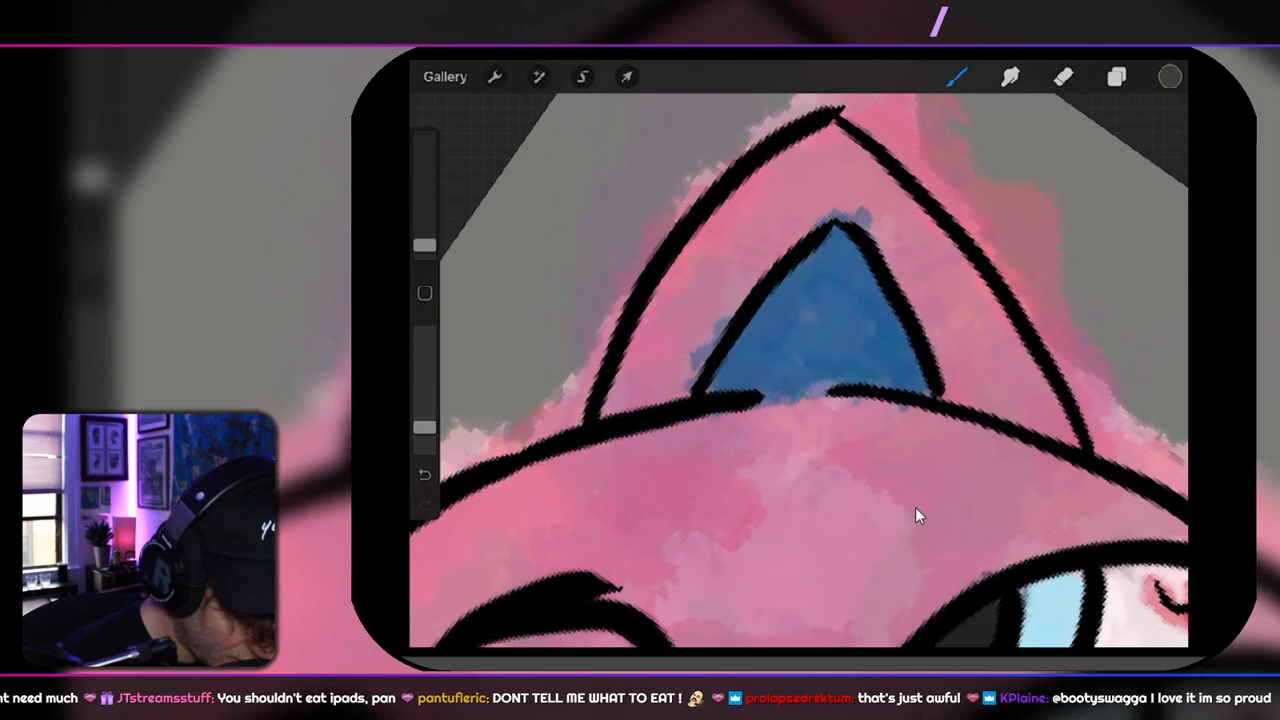 /
Gallery
nt need much JTstreamsstuff: You shouldn't eat ipads, pan pantufleric: DONT TELL ME WHAT TO EAT ! prolapsedrektum: that's just awful KPlaine: @bootyswagga I love it im so proud